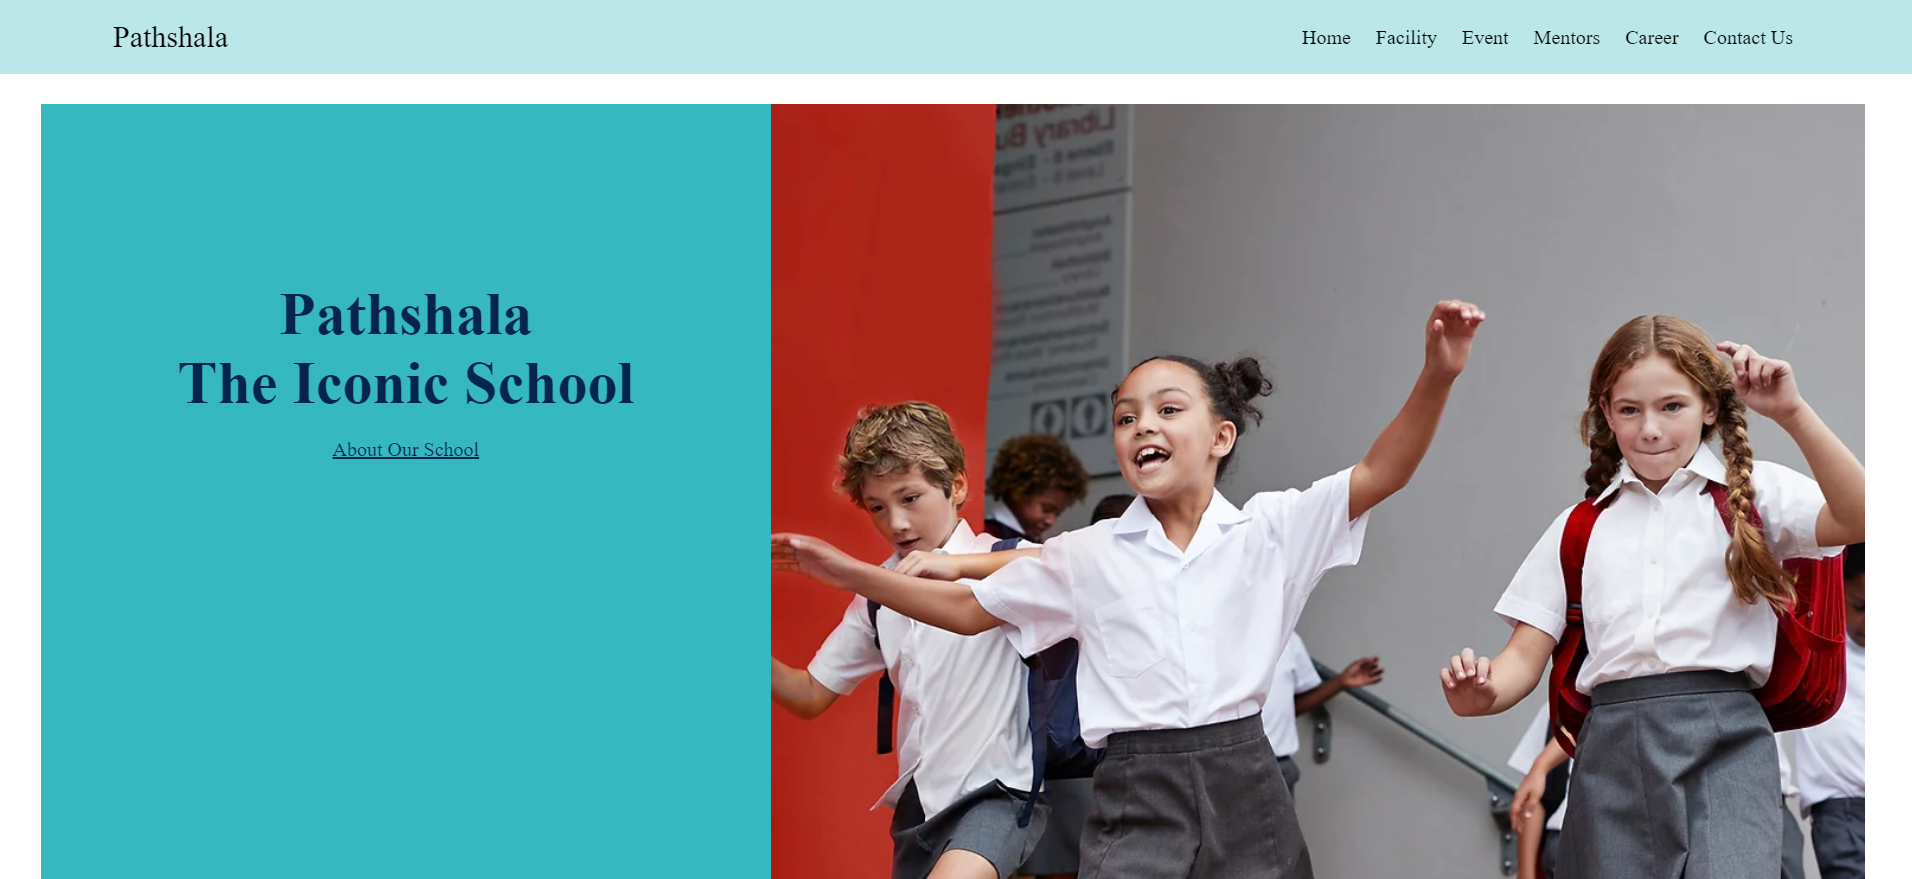 Pathshala
Home Facility Event Mentors Career Contact Us
Pathshala
The Iconic School
About Our School
Library Bu